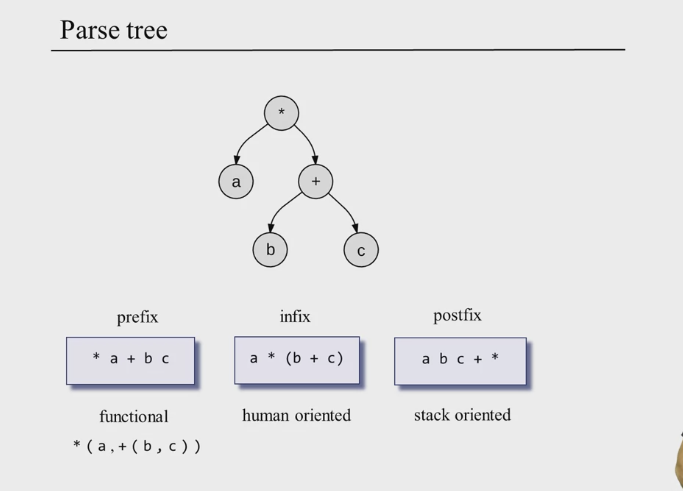 Parse tree
*
a
+
b
c
prefix infix postfix
* a + b c a * (b + c) a b c + *
functional human oriented stack oriented
*(a,+(b,c))